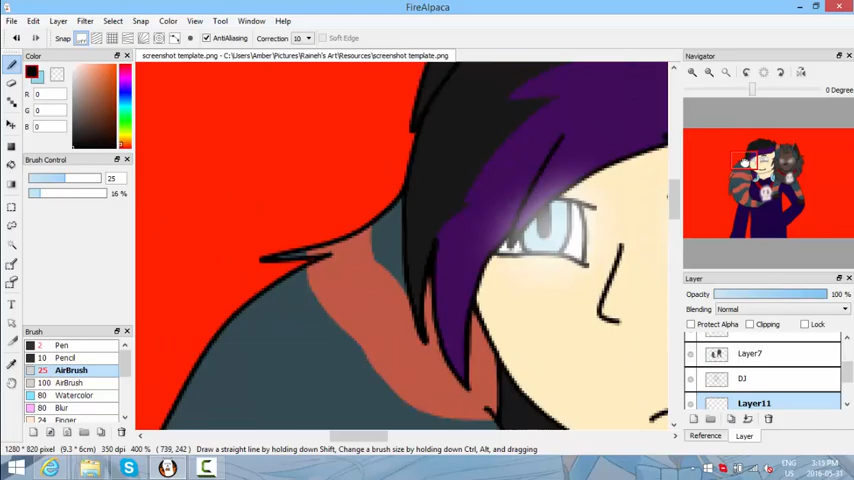 FireAlpaca
File Edit Layer Filter Select Snap Color View Tool Window Help
Snap AntiAliasing Correction 10 Soft Edge
Color
screenshot template.png - C:\Users\Amber\Pictures\Raineh's Art\Resources\screenshot template.png
Navigator
R 0
G 0
B 0
0 Degree
Brush Control
25
16 %
Layer
Opacity 100 %
Blending Normal
Protect Alpha Clipping Lock
Layer7
DJ
Layer11
Brush
2 Pen
10 Pencil
25 AirBrush
100 AirBrush
80 Watercolor
80 Blur
24 Finger
Reference Layer
1280 * 820 pixel (9.3 * 6cm) 350 dpi 400 % (739, 242) Draw a straight line by holding down Shift, Change a brush size by holding down Ctrl, Alt, and dragging
ENG 3:15 PM
US 2016-05-31